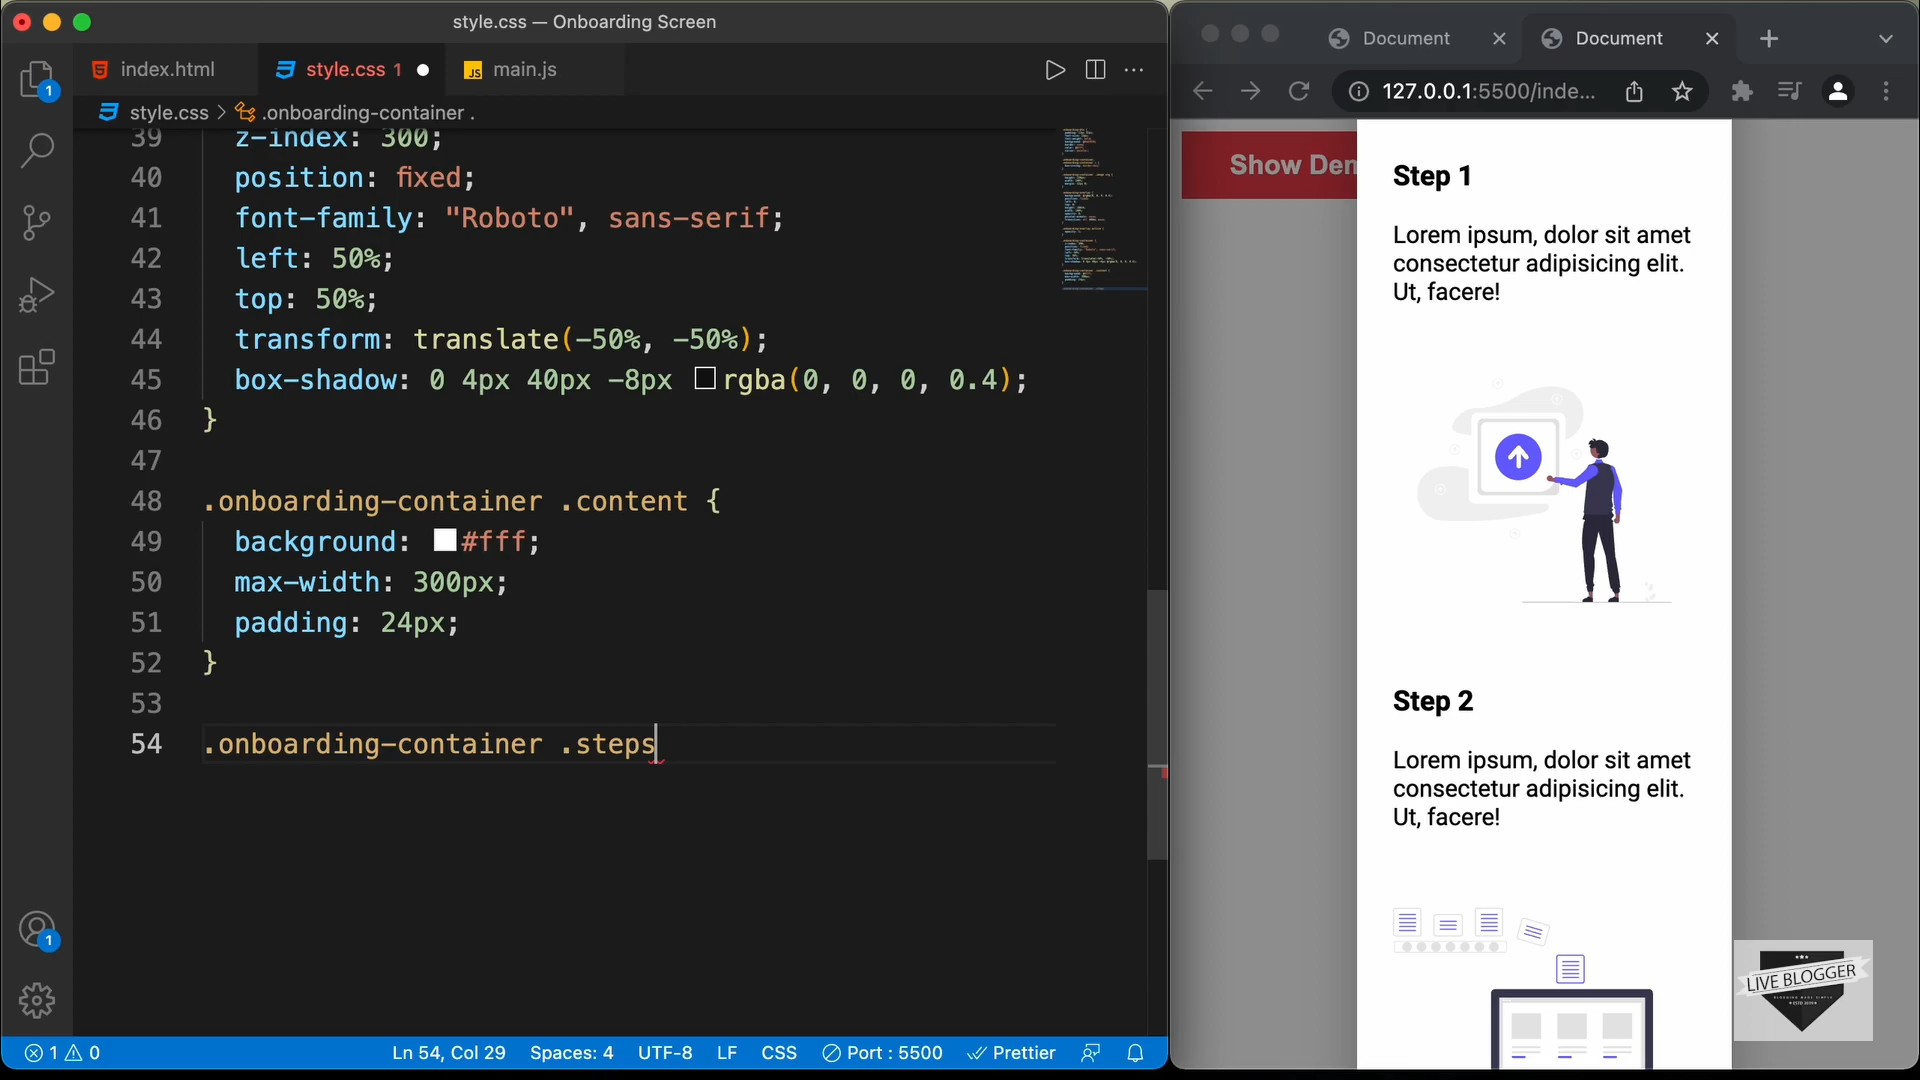 style.css — Onboarding Screen
index.html
style.css 1
main.js
style.css > .onboarding-container .
39 z-index: 300;
40 position: fixed;
41 font-family: "Roboto", sans-serif;
42 left: 50%;
43 top: 50%;
44 transform: translate(-50%, -50%);
45 box-shadow: 0 4px 40px -8px rgba(0, 0, 0, 0.4);
46 }
47
48 .onboarding-container .content {
49 background: #fff;
50 max-width: 300px;
51 padding: 24px;
52 }
53
54 .onboarding-container .steps
1
1
1 0
Ln 54, Col 29
Spaces: 4
UTF-8
LF
CSS
Port : 5500
Prettier
Document
Document
127.0.0.1:5500/inde...
Show Den
Step 1
Lorem ipsum, dolor sit amet
consectetur adipisicing elit.
Ut, facere!
Step 2
Lorem ipsum, dolor sit amet
consectetur adipisicing elit.
Ut, facere!
LIVE BLOGGER